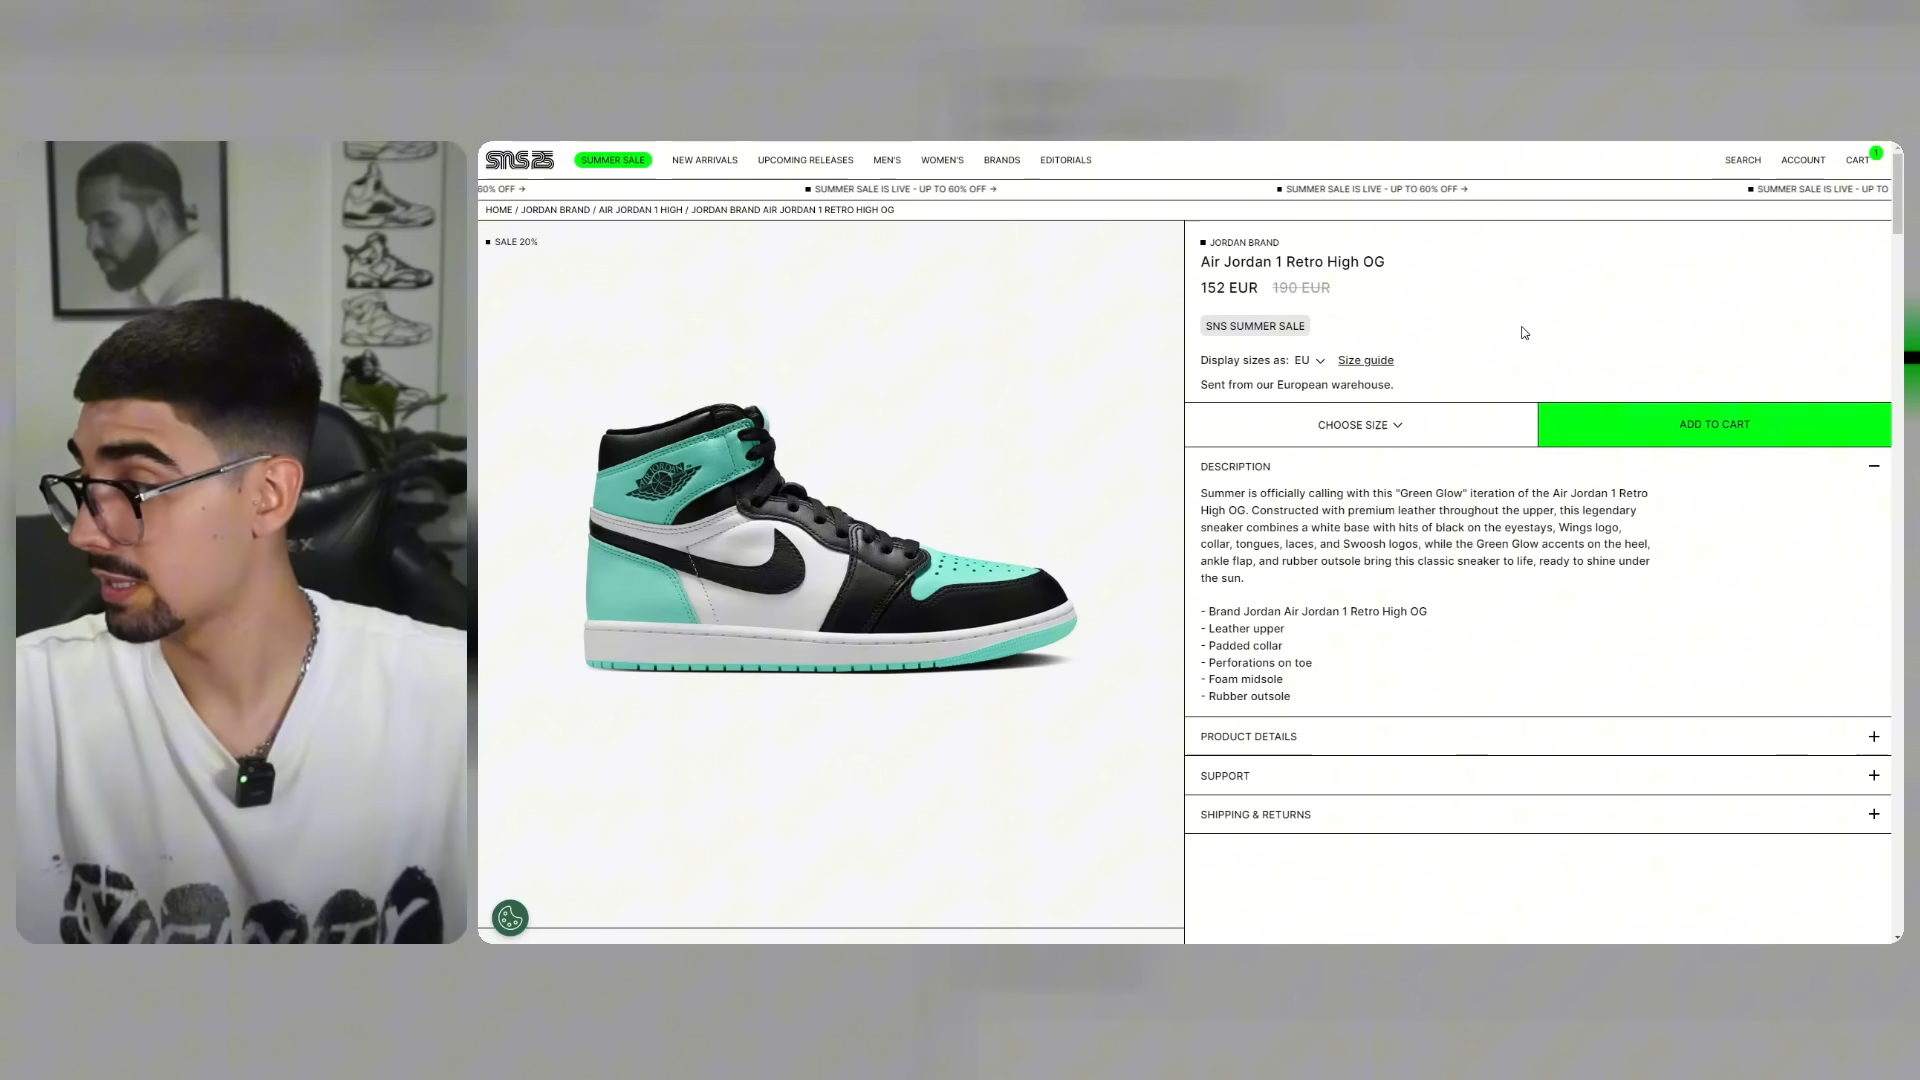 SNS 25
SUMMER SALE
NEW ARRIVALS
UPCOMING RELEASES
MEN'S
WOMEN'S
BRANDS
EDITORIALS
SEARCH
ACCOUNT
CART
1
60% OFF →
■ SUMMER SALE IS LIVE - UP TO 60% OFF →
■ SUMMER SALE IS LIVE - UP TO 60% OFF →
■ SUMMER SALE IS LIVE - UP TO
HOME / JORDAN BRAND / AIR JORDAN 1 HIGH / JORDAN BRAND AIR JORDAN 1 RETRO HIGH OG
■ SALE 20%
AIR JORDAN
■ JORDAN BRAND
Air Jordan 1 Retro High OG
152 EUR 190 EUR
SNS SUMMER SALE
Display sizes as: EU Size guide
Sent from our European warehouse.
CHOOSE SIZE
ADD TO CART
DESCRIPTION
Summer is officially calling with this "Green Glow" iteration of the Air Jordan 1 Retro
High OG. Constructed with premium leather throughout the upper, this legendary
sneaker combines a white base with hits of black on the eyestays, Wings logo,
collar, tongues, laces, and Swoosh logos, while the Green Glow accents on the heel,
ankle flap, and rubber outsole bring this classic sneaker to life, ready to shine under
the sun.
- Brand Jordan Air Jordan 1 Retro High OG
- Leather upper
- Padded collar
- Perforations on toe
- Foam midsole
- Rubber outsole
PRODUCT DETAILS
SUPPORT
SHIPPING & RETURNS